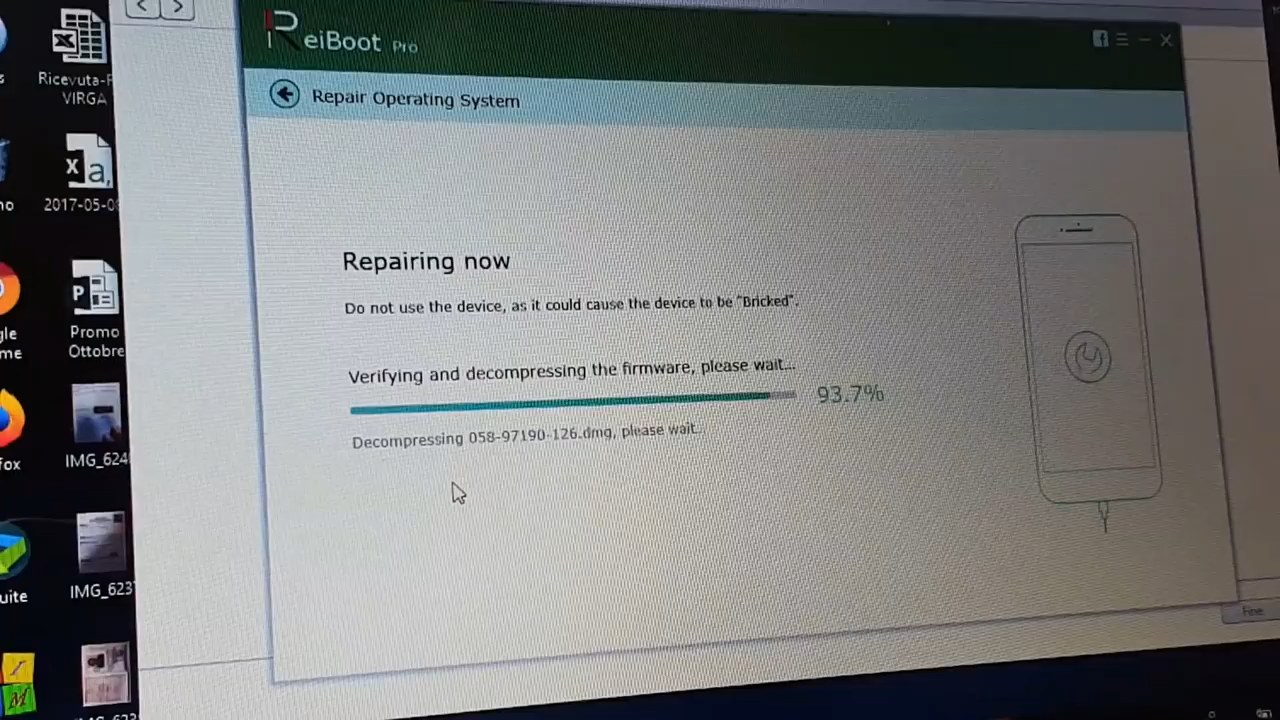 ReiBoot Pro
Repair Operating System
Repairing now
Do not use the device, as it could cause the device to be "Bricked".
Verifying and decompressing the firmware, please wait...
93.7%
Decompressing 058-97190-126.dmg, please wait..
Ricevuta-F
VIRGA
2017-05-0
Promo
Ottobre
IMG_624
IMG_623
Fine